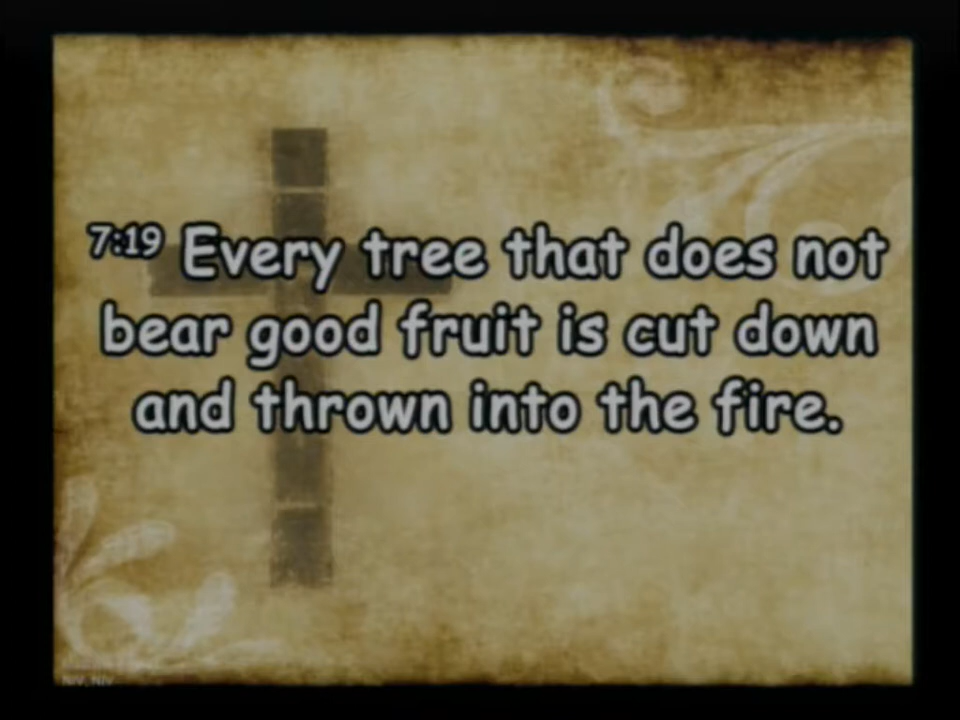 7:19 Every tree that does not
bear good fruit is cut down
and thrown into the fire.
NIV, NIV